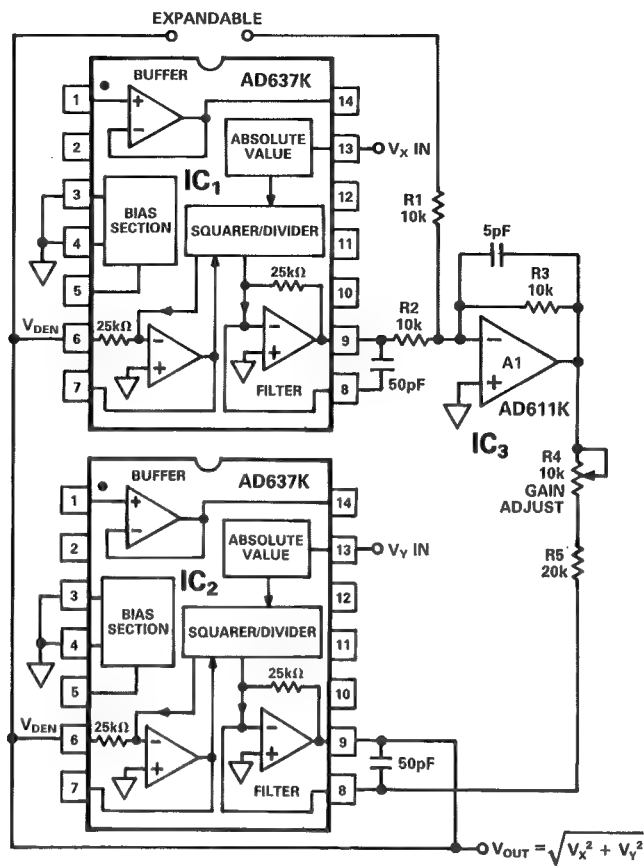 EXPANDABLE
BUFFER
AD637K
1
14
ABSOLUTE
VALUE
13
V_X IN
2
IC₁
3
12
BIAS
SECTION
SQUARER/DIVIDER
4
11
5
25kΩ
10
V_DEN
25kΩ
6
9
7
FILTER
8
50pF
R1
10k
R2
10k
5pF
R3
10k
A1
AD611K
IC₃
R4
10k
GAIN
ADJUST
R5
20k
BUFFER
AD637K
1
14
ABSOLUTE
VALUE
13
V_Y IN
2
IC₂
3
12
BIAS
SECTION
SQUARER/DIVIDER
4
11
5
25kΩ
10
V_DEN
25kΩ
6
9
7
FILTER
8
50pF
V_OUT = √(V_X² + V_Y²)